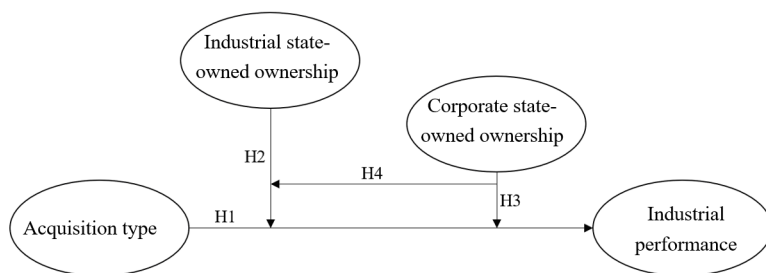 Industrial state-
owned ownership
Corporate state-
owned ownership
H2
H4
H3
Acquisition type
H1
Industrial
performance